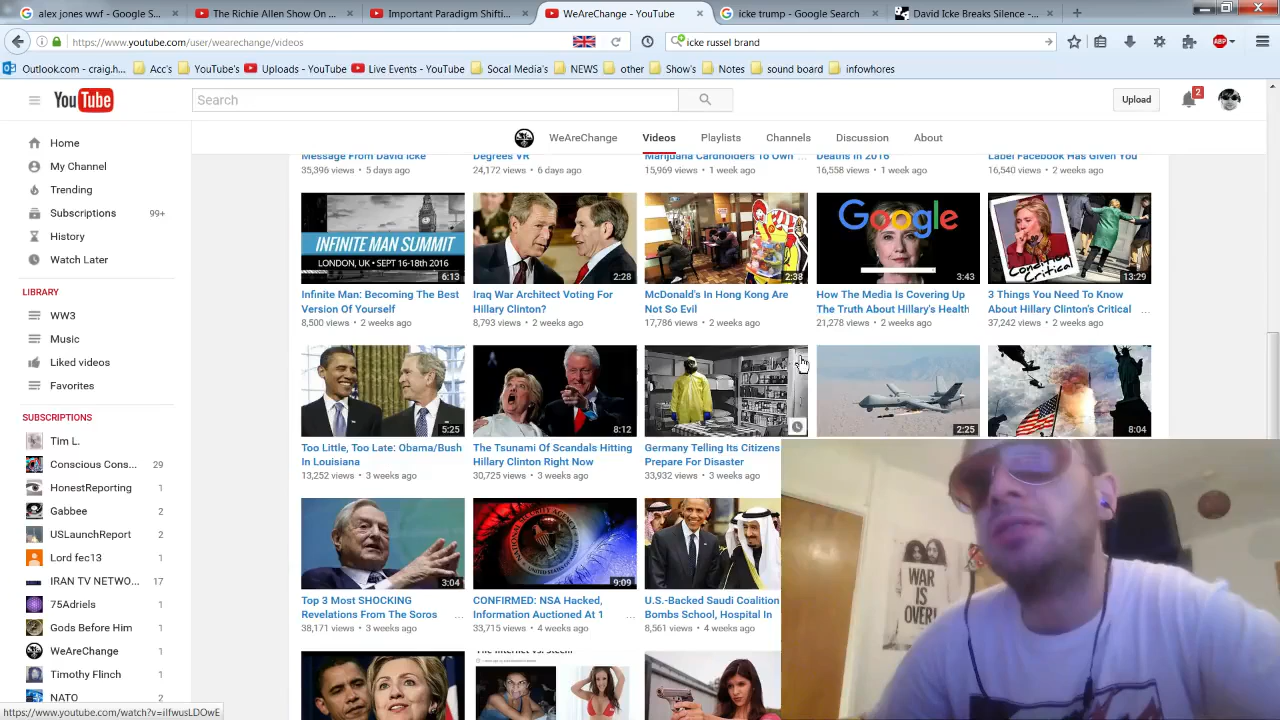 alex jones - Google S...
The Richie Allen Show On ...
Important Paradigm Shiftin...
WeAreChange - YouTube
icke trump - Google Search
David Icke Breaks Silence -...
https://www.youtube.com/user/wearechange/videos
icke russel brand
ABP
Outlook.com - craig.h...
Acc's
YouTube's
Uploads - YouTube
Live Events - YouTube
Socal Media's
NEWS
other
Show's
Notes
sound board
infowhores
YouTube
Search
Upload
2
WeAreChange
Videos
Playlists
Channels
Discussion
About
Home
My Channel
Trending
Subscriptions 99+
History
Watch Later
LIBRARY
WW3
Music
Liked videos
Favorites
SUBSCRIPTIONS
Tim L.
Conscious Cons... 29
HonestReporting 1
Gabbee 2
USLaunchReport 2
Lord fec13 1
IRAN TV NETWO... 17
75Adriels 1
Gods Before Him 1
WeAreChange 1
Timothy Flinch 1
NATO 2
https://www.youtube.com/watch?v=ilfwusLDOwE
Message From David Icke
35,396 views • 5 days ago
Degrees VR
24,172 views • 6 days ago
Marijuana Cardholders To Own ...
15,969 views • 1 week ago
Deaths In 2016
16,558 views • 1 week ago
Label Facebook Has Given You
16,540 views • 2 weeks ago
INFINITE MAN SUMMIT
LONDON, UK • SEPT 16-18th 2016
6:13
Infinite Man: Becoming The Best
Version Of Yourself
8,500 views • 2 weeks ago
2:28
Iraq War Architect Voting For
Hillary Clinton?
8,793 views • 2 weeks ago
2:38
McDonald's In Hong Kong Are
Not So Evil
17,786 views • 2 weeks ago
Google
3:43
How The Media Is Covering Up
The Truth About Hillary's Health
21,278 views • 2 weeks ago
Condition
Critical
13:29
3 Things You Need To Know
About Hillary Clinton's Critical ...
37,242 views • 2 weeks ago
5:25
Too Little, Too Late: Obama/Bush
In Louisiana
13,252 views • 3 weeks ago
8:12
The Tsunami Of Scandals Hitting
Hillary Clinton Right Now
30,725 views • 3 weeks ago
Germany Telling Its Citizens
Prepare For Disaster
33,932 views • 3 weeks ago
2:25
8:04
3:04
Top 3 Most SHOCKING
Revelations From The Soros ...
38,171 views • 3 weeks ago
9:09
CONFIRMED: NSA Hacked,
Information Auctioned At 1 ...
33,715 views • 4 weeks ago
U.S.-Backed Saudi Coalition
Bombs School, Hospital In
8,561 views • 4 weeks ago
The Internet vs. Jzech:
WAR
IS
OVER!